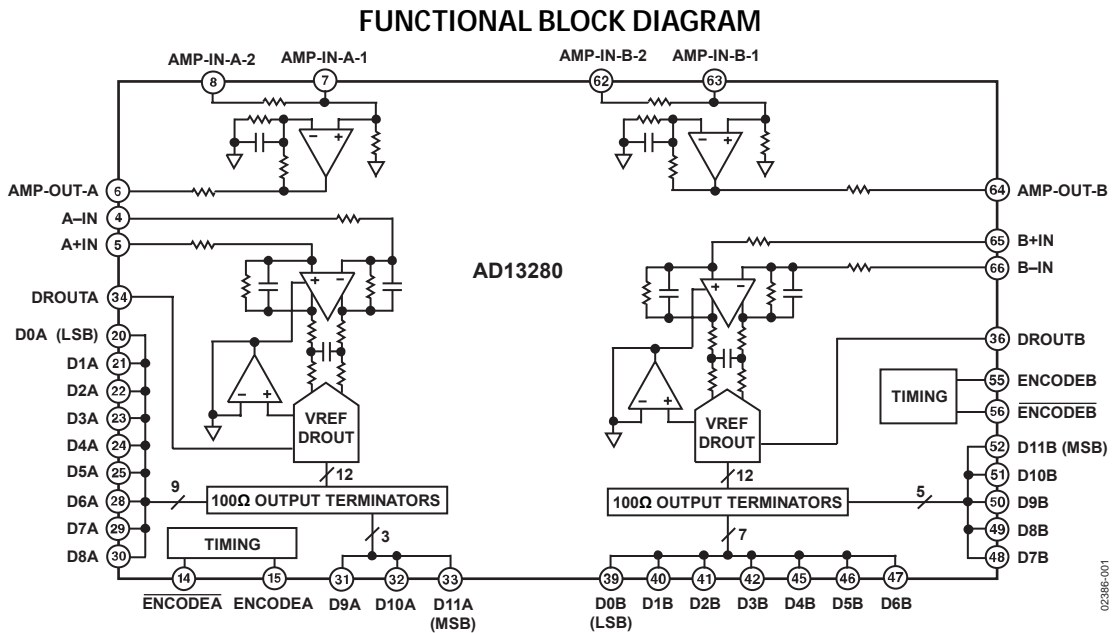 FUNCTIONAL BLOCK DIAGRAM
AMP-IN-A-2 AMP-IN-A-1 AMP-IN-B-2 AMP-IN-B-1
8 7 62 63
− + − +
AMP-OUT-A 6 64 AMP-OUT-B
A–IN 4
A+IN 5 65 B+IN
AD13280 66 B–IN
+ − + −
DROUTA 34
D0A (LSB) 20 36 DROUTB
D1A 21
D2A 22 − + − + TIMING 55 ENCODEB
D3A 23 VREF DROUT VREF DROUT 56 ENCODEB
D4A 24 52 D11B (MSB)
D5A 25 12 12 51 D10B
D6A 28 9 100Ω OUTPUT TERMINATORS 100Ω OUTPUT TERMINATORS 5 50 D9B
D7A 29 3 7 49 D8B
D8A 30 TIMING 48 D7B
14 15 31 32 33 39 40 41 42 45 46 47
ENCODEA ENCODEA D9A D10A D11A D0B D1B D2B D3B D4B D5B D6B
(MSB) (LSB)
02386-001